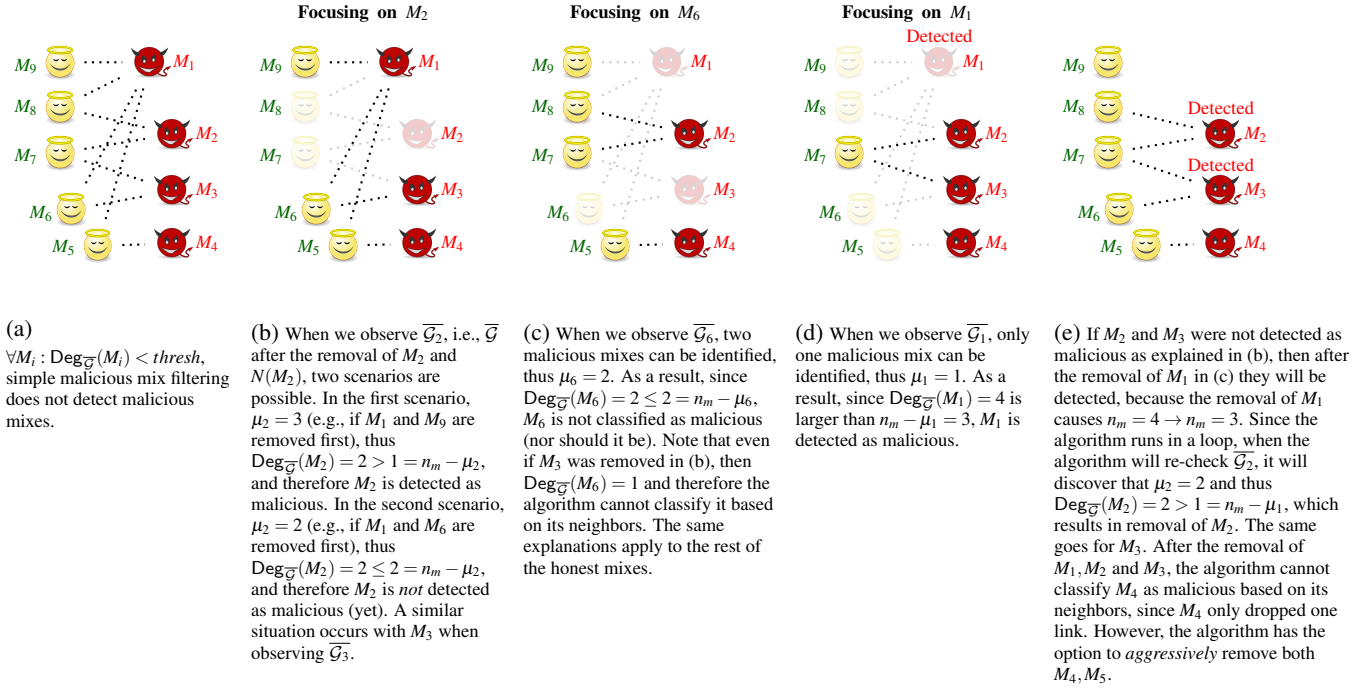 Focusing on M₂
Focusing on M₆
Focusing on M₁
M₉
M₁
M₈
M₂
M₇
M₃
M₆
M₅
M₄
M₉
M₁
M₈
M₂
M₇
M₃
M₆
M₅
M₄
M₉
M₁
M₈
M₂
M₇
M₃
M₆
M₅
M₄
Detected
M₉
M₁
M₈
M₂
M₇
M₃
M₆
M₅
M₄
M₉
M₈
Detected
M₂
M₇
Detected
M₃
M₆
M₅
M₄
(a)
∀Mᵢ : Deg_𝒢̅(Mᵢ) < thresh,
simple malicious mix filtering
does not detect malicious
mixes.
(b) When we observe 𝒢₂̅, i.e., 𝒢̅
after the removal of M₂ and
N(M₂), two scenarios are
possible. In the first scenario,
μ₂ = 3 (e.g., if M₁ and M₉ are
removed first), thus
Deg_𝒢̅(M₂) = 2 > 1 = nₘ − μ₂,
and therefore M₂ is detected as
malicious. In the second scenario,
μ₂ = 2 (e.g., if M₁ and M₆ are
removed first), thus
Deg_𝒢̅(M₂) = 2 ≤ 2 = nₘ − μ₂,
and therefore M₂ is not detected
as malicious (yet). A similar
situation occurs with M₃ when
observing 𝒢₃̅.
(c) When we observe 𝒢₆̅, two
malicious mixes can be identified,
thus μ₆ = 2. As a result, since
Deg_𝒢̅(M₆) = 2 ≤ 2 = nₘ − μ₆,
M₆ is not classified as malicious
(nor should it be). Note that even
if M₃ was removed in (b), then
Deg_𝒢̅(M₆) = 1 and therefore the
algorithm cannot classify it based
on its neighbors. The same
explanations apply to the rest of
the honest mixes.
(d) When we observe 𝒢₁̅, only
one malicious mix can be
identified, thus μ₁ = 1. As a
result, since Deg_𝒢̅(M₁) = 4 is
larger than nₘ − μ₁ = 3, M₁ is
detected as malicious.
(e) If M₂ and M₃ were not detected as
malicious as explained in (b), then after
the removal of M₁ in (c) they will be
detected, because the removal of M₁
causes nₘ = 4 → nₘ = 3. Since the
algorithm runs in a loop, when the
algorithm will re-check 𝒢₂̅, it will
discover that μ₂ = 2 and thus
Deg_𝒢̅(M₂) = 2 > 1 = nₘ − μ₁, which
results in removal of M₂. The same
goes for M₃. After the removal of
M₁, M₂ and M₃, the algorithm cannot
classify M₄ as malicious based on its
neighbors, since M₄ only dropped one
link. However, the algorithm has the
option to aggressively remove both
M₄, M₅.